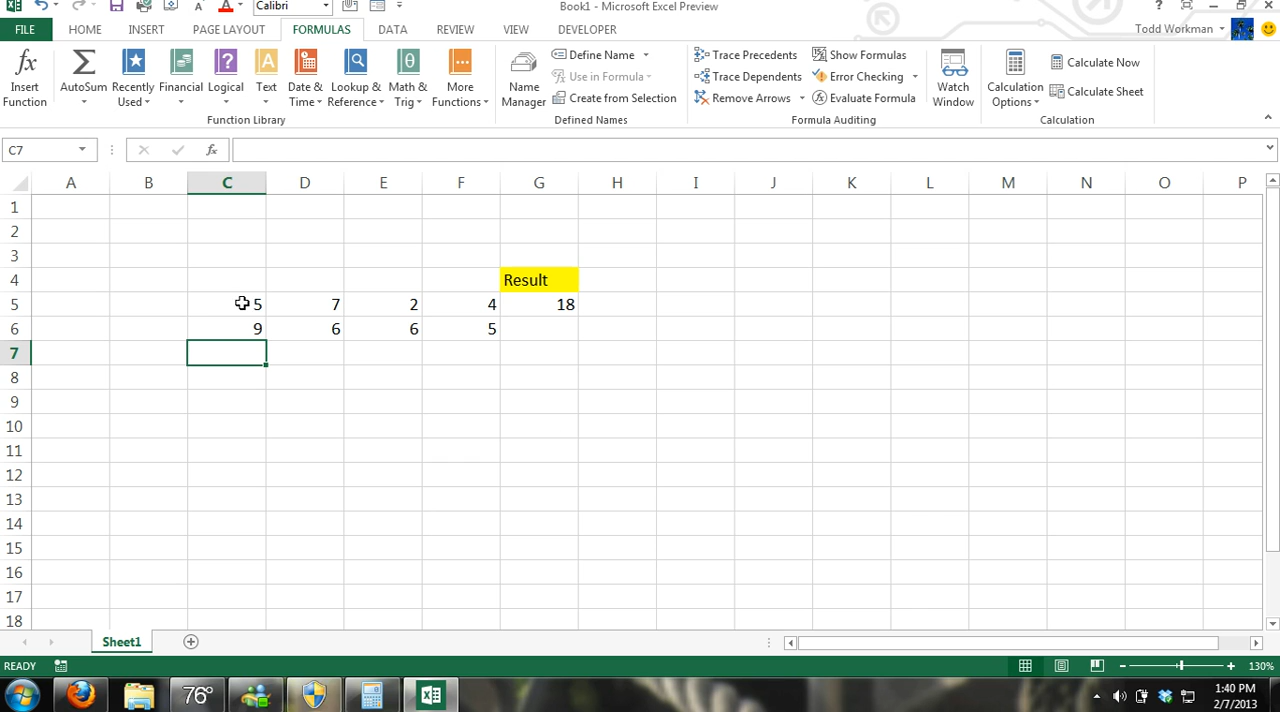 Calibri
Book1 - Microsoft Excel Preview
?
FILE HOME INSERT PAGE LAYOUT FORMULAS DATA REVIEW VIEW DEVELOPER
Todd Workman
fx Insert Function
Σ AutoSum
Recently Used
Financial
? Logical
A Text
Date & Time
Lookup & Reference
θ Math & Trig
More Functions
Function Library
Name Manager
Define Name
Use in Formula
Create from Selection
Defined Names
Trace Precedents
Trace Dependents
Remove Arrows
Show Formulas
Error Checking
Evaluate Formula
Formula Auditing
Watch Window
Calculation Options
Calculate Now
Calculate Sheet
Calculation
C7 fx
A B C D E F G H I J K L M N O P
1
2
3
4 Result
5 5 7 2 4 18
6 9 6 6 5
7
8
9
10
11
12
13
14
15
16
17
18
Sheet1
READY 130%
76°
1:40 PM
2/7/2013